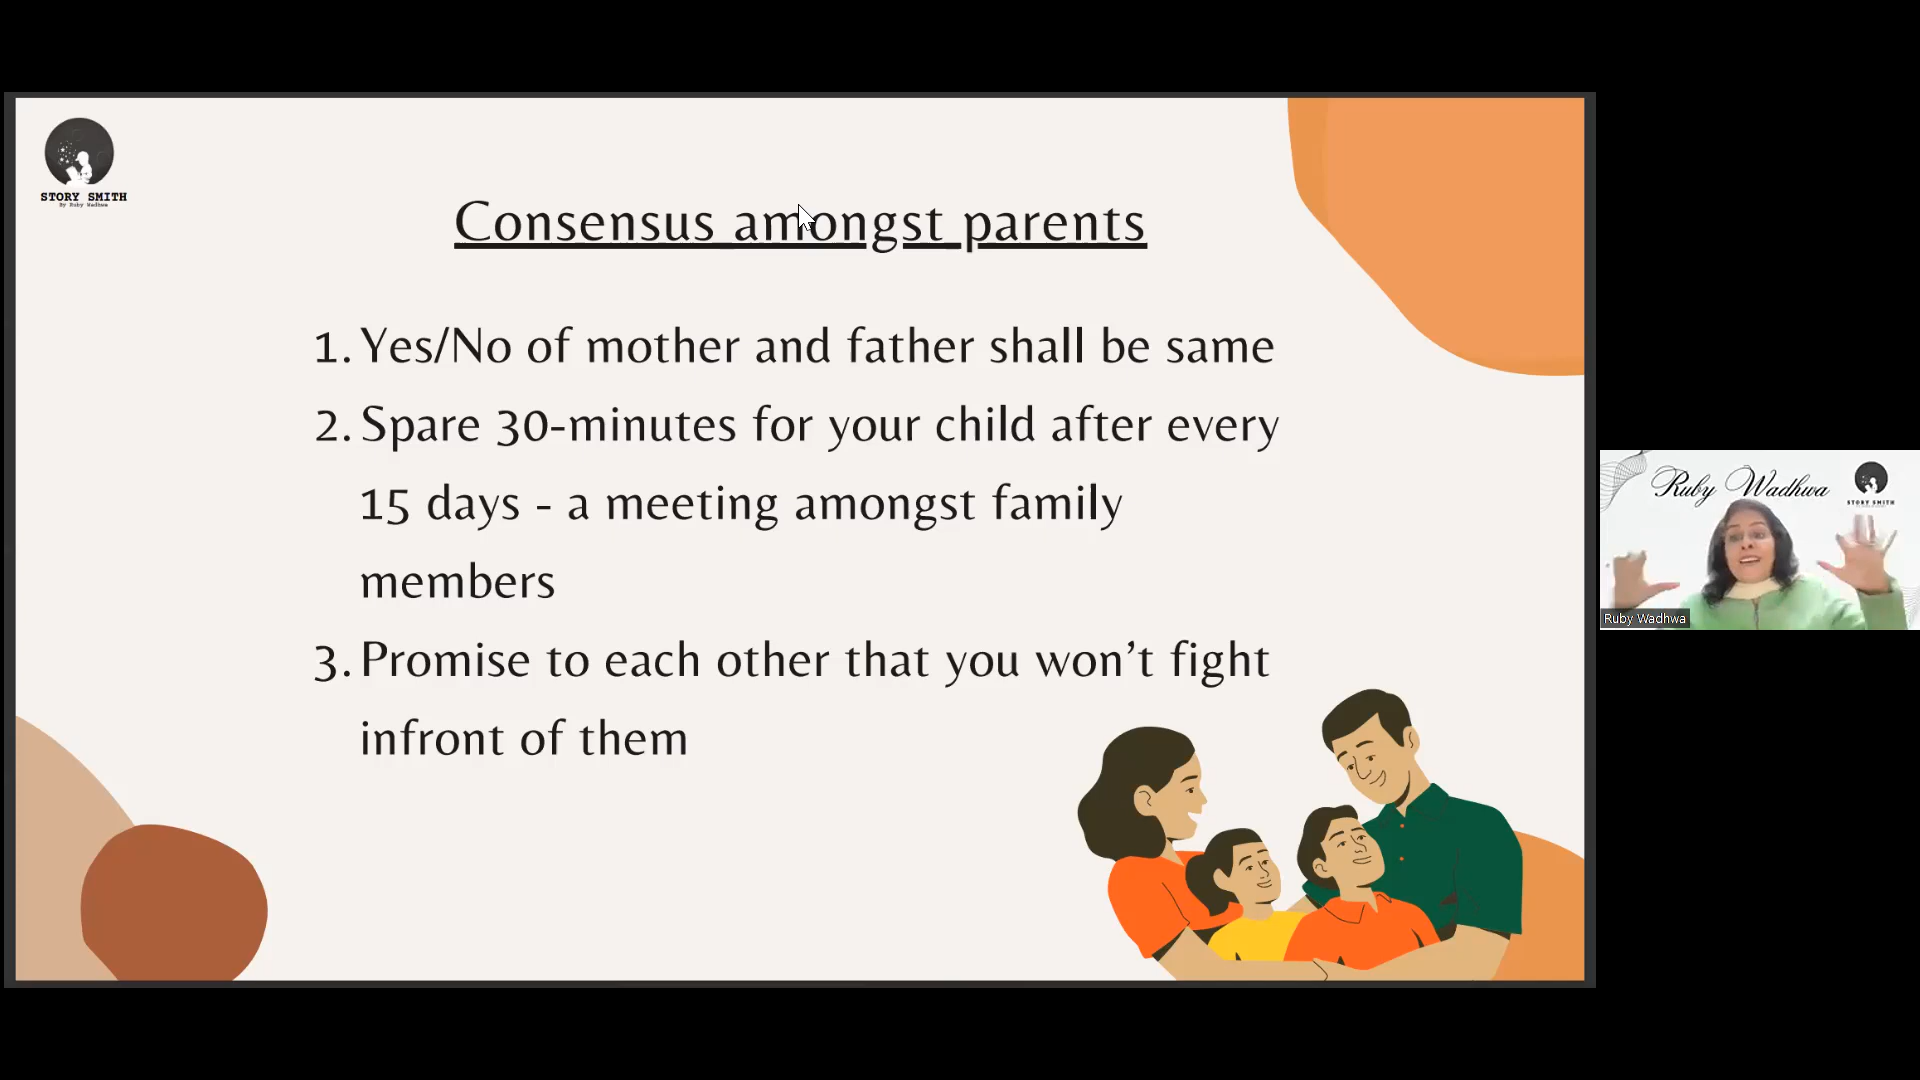 STORY SMITH
By Ruby Wadhwa
Consensus amongst parents
1. Yes/No of mother and father shall be same
2. Spare 30-minutes for your child after every
15 days - a meeting amongst family
members
3. Promise to each other that you won’t fight
infront of them
Ruby Wadhwa
STORY SMITH
Ruby Wadhwa